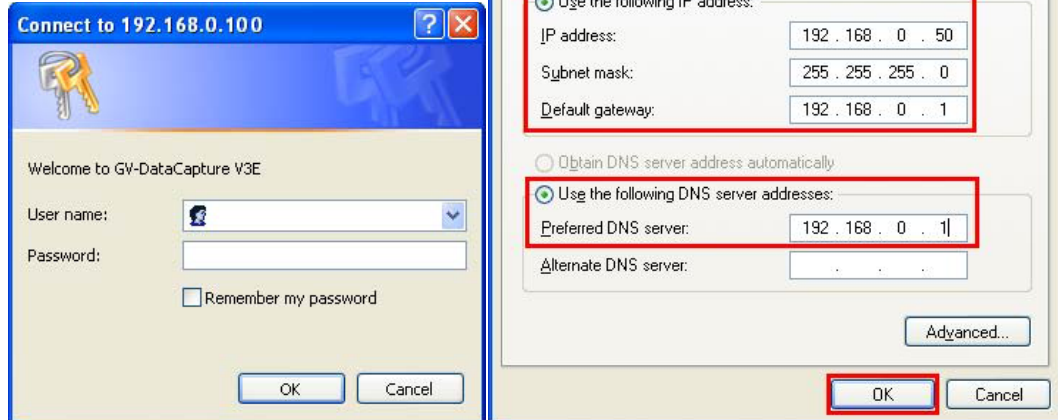 Connect to 192.168.0.100
Welcome to GV-DataCapture V3E
User name:
Password:
Remember my password
OK Cancel
Use the following IP address:
IP address: 192 . 168 . 0 . 50
Subnet mask: 255 . 255 . 255 . 0
Default gateway: 192 . 168 . 0 . 1
Obtain DNS server address automatically
Use the following DNS server addresses:
Preferred DNS server: 192 . 168 . 0 . 1
Alternate DNS server: . . .
Advanced...
OK Cancel